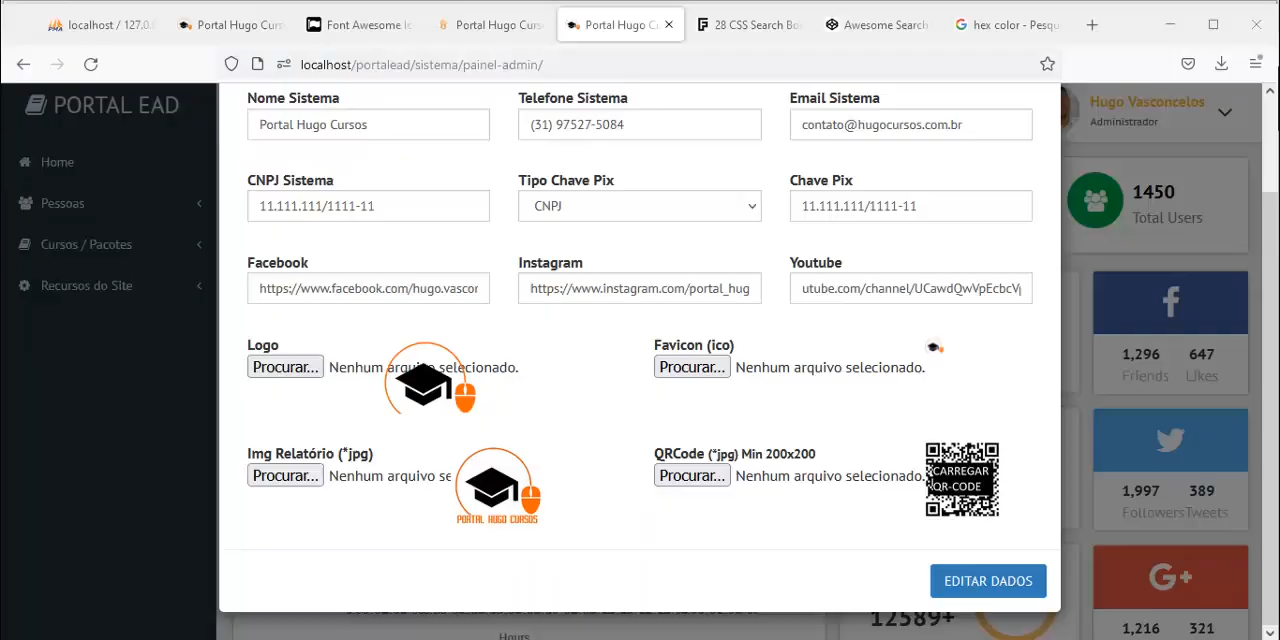 localhost / 127.0.
Portal Hugo Curs
Font Awesome Ic
Portal Hugo Curs
Portal Hugo C
28 CSS Search Bo
Awesome Search
hex color - Pesqu
localhost/portalead/sistema/painel-admin/
PORTAL EAD
Home
Pessoas
Cursos / Pacotes
Recursos do Site
Nome Sistema
Telefone Sistema
Email Sistema
Portal Hugo Cursos
(31) 97527-5084
contato@hugocursos.com.br
CNPJ Sistema
Tipo Chave Pix
Chave Pix
11.111.111/1111-11
CNPJ
11.111.111/1111-11
Facebook
Instagram
Youtube
https://www.facebook.com/hugo.vascor
https://www.instagram.com/portal_hug
utube.com/channel/UCawdQwVpEcbcV
Logo
Favicon (ico)
Procurar... Nenhum arquivo selecionado.
Procurar... Nenhum arquivo selecionado.
Img Relatório (*jpg)
QRCode (*jpg) Min 200x200
Procurar... Nenhum arquivo se
PORTAL HUGO CURSOS
Procurar... Nenhum arquivo selecionado.
CARREGAR
QR-CODE
EDITAR DADOS
Hugo Vasconcelos
Administrador
1450
Total Users
1,296 647
Friends Likes
1,997 389
Followers Tweets
G+
1,216 321
12589+
Hours